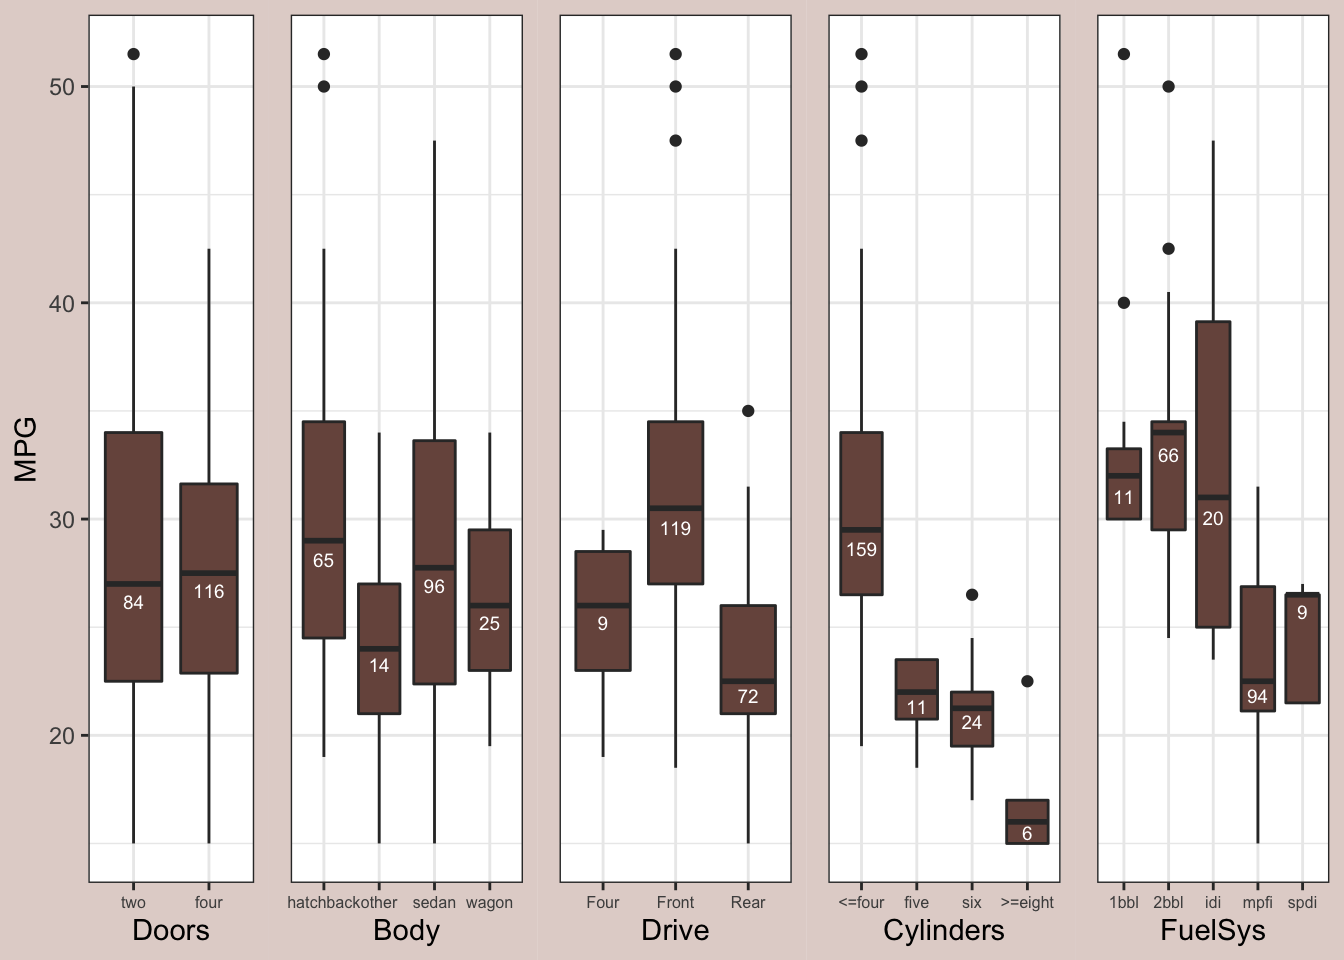 MPG
50
40
30
20
84
116
two
four
Doors
65
14
96
25
hatchback
other
sedan
wagon
Body
9
119
72
Four
Front
Rear
Drive
159
11
24
6
<=four
five
six
>=eight
Cylinders
11
66
20
94
9
1bbl
2bbl
idi
mpfi
spdi
FuelSys